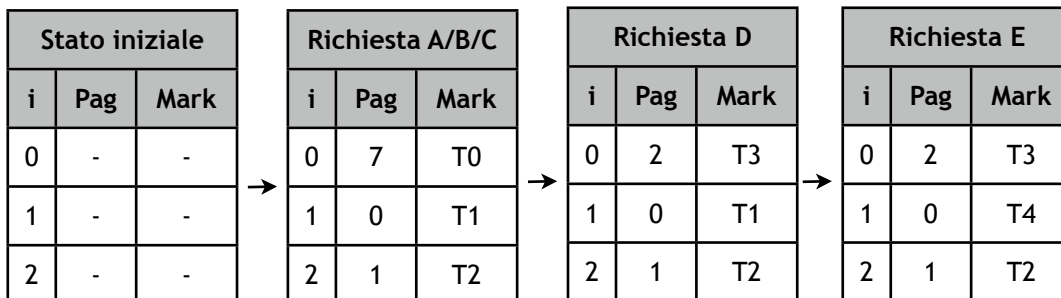 Stato iniziale Richiesta A/B/C Richiesta D Richiesta E
i Pag Mark i Pag Mark i Pag Mark i Pag Mark
0 - - 0 7 T0 0 2 T3 0 2 T3
1 - - 1 0 T1 1 0 T1 1 0 T4
2 - - 2 1 T2 2 1 T2 2 1 T2